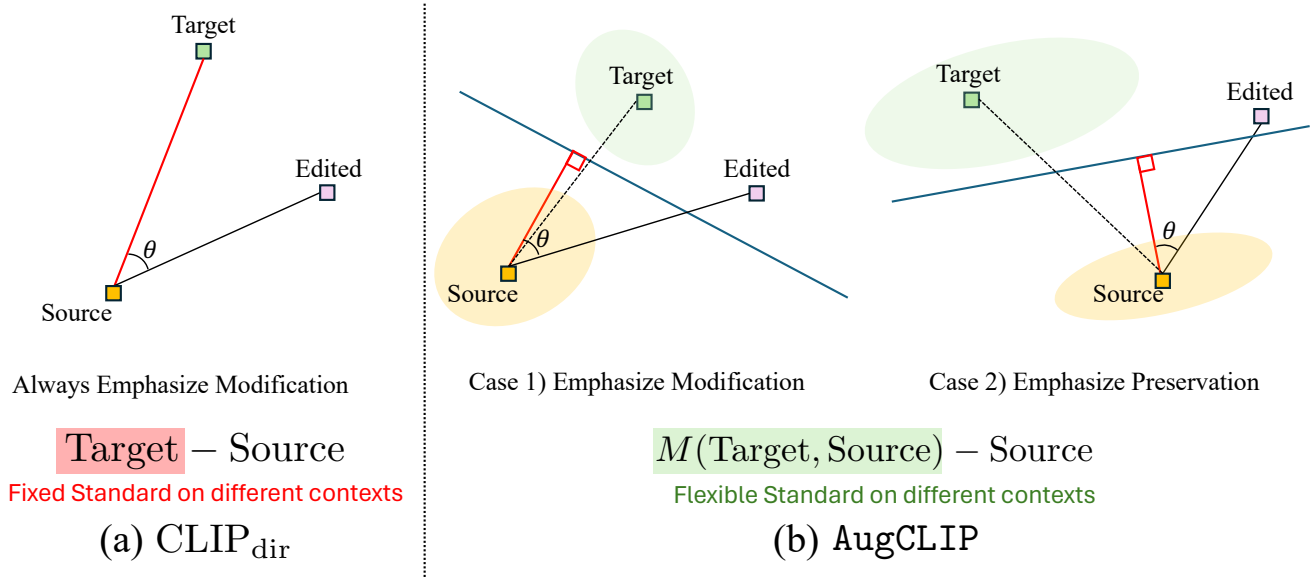 Target
Edited
θ
Source
Always Emphasize Modification
Target − Source
Fixed Standard on different contexts
(a) CLIP_dir
Target
Edited
θ
Source
Case 1) Emphasize Modification
Target
Edited
θ
Source
Case 2) Emphasize Preservation
M(Target, Source) − Source
Flexible Standard on different contexts
(b) AugCLIP